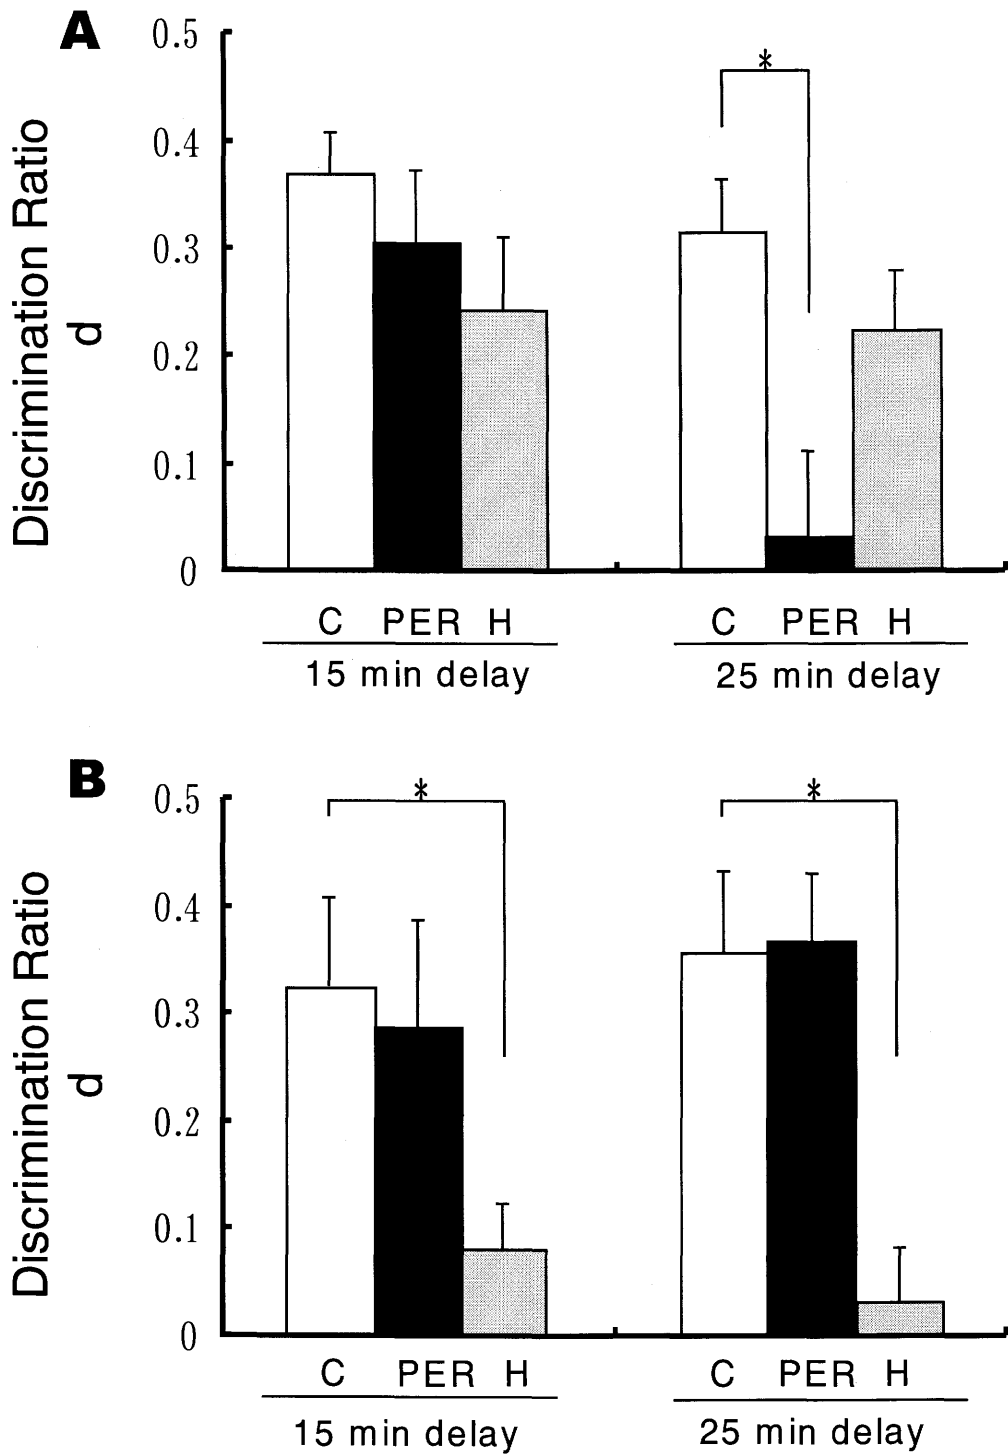 A
0.5
*
0.4
0.3
0.2
0.1
0
Discrimination Ratio
d
C PER H C PER H
15 min delay 25 min delay
B
0.5
* *
0.4
0.3
0.2
0.1
0
Discrimination Ratio
d
C PER H C PER H
15 min delay 25 min delay